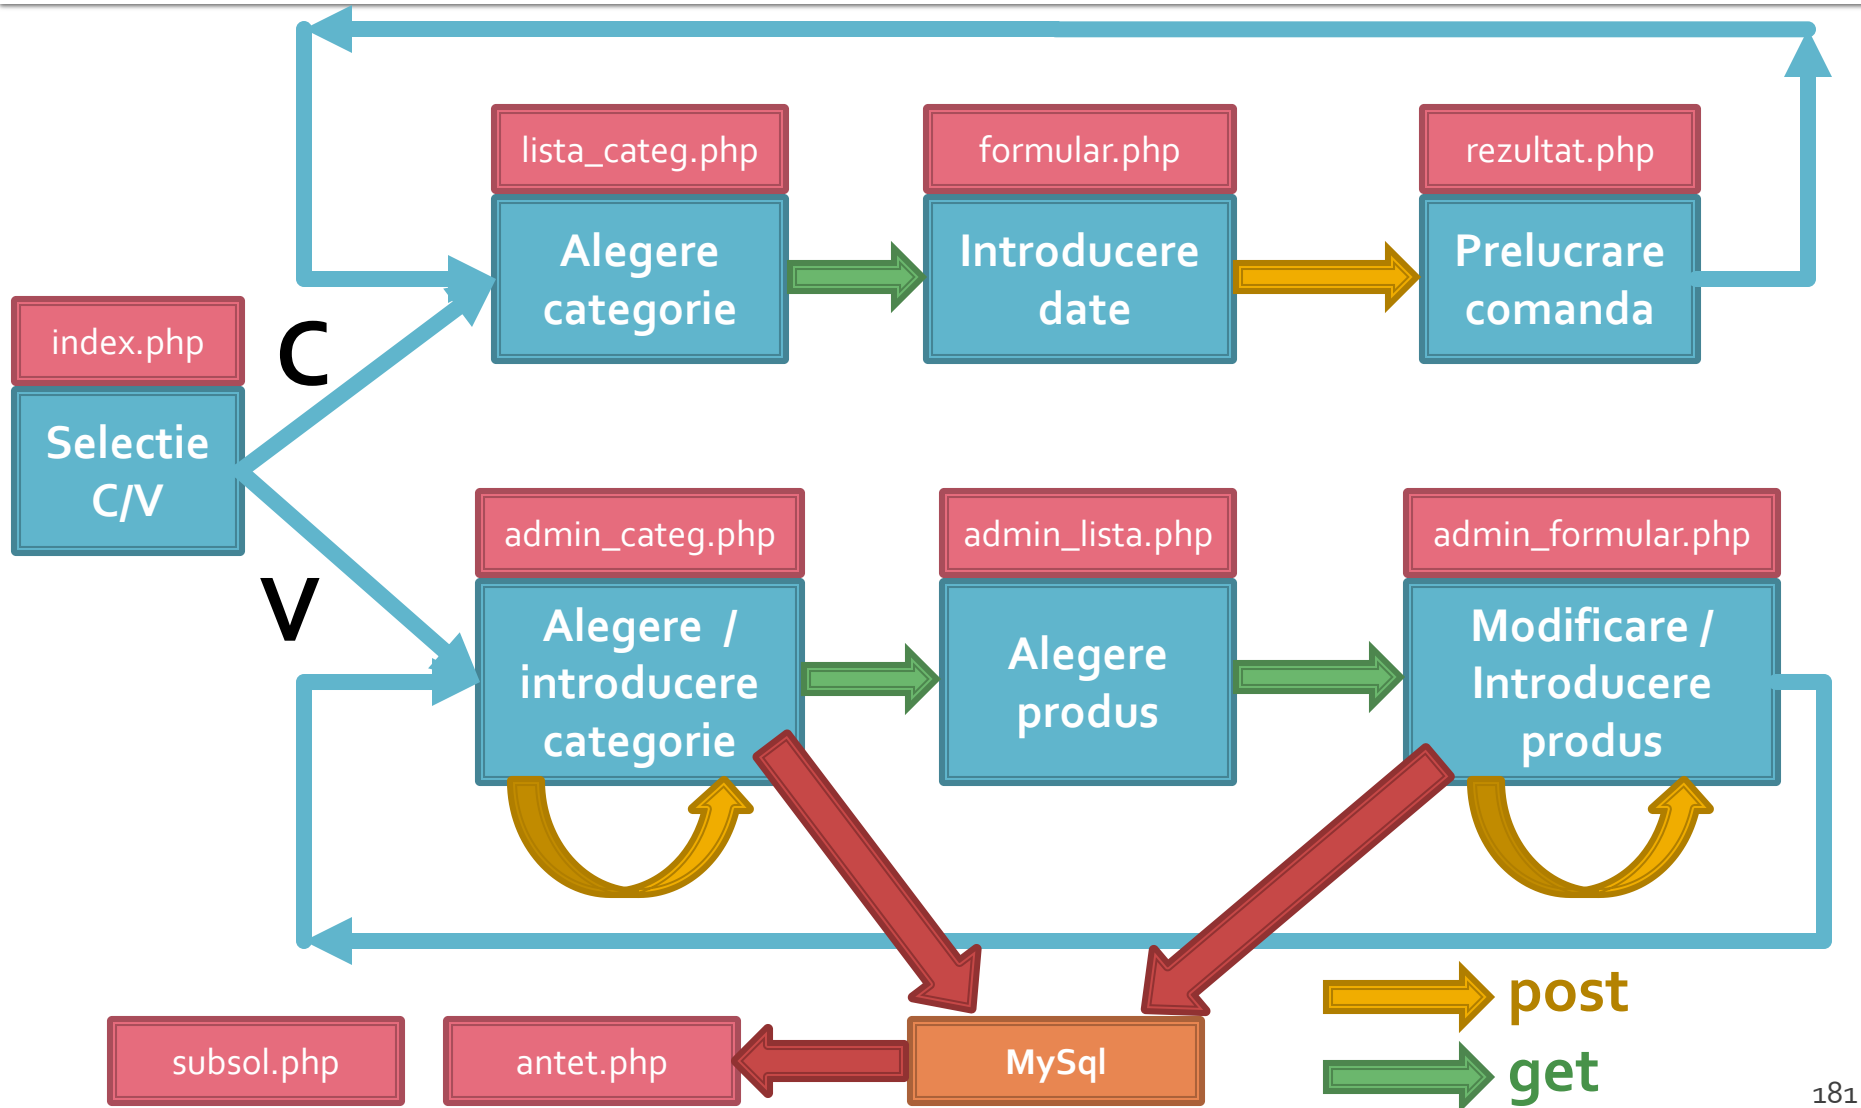 lista_categ.php
Alegere
categorie
formular.php
Introducere
date
rezultat.php
Prelucrare
comanda
index.php
Selectie
C/V
C
V
admin_categ.php
Alegere /
introducere
categorie
admin_lista.php
Alegere
produs
admin_formular.php
Modificare /
Introducere
produs
subsol.php
antet.php
MySql
post
get
181